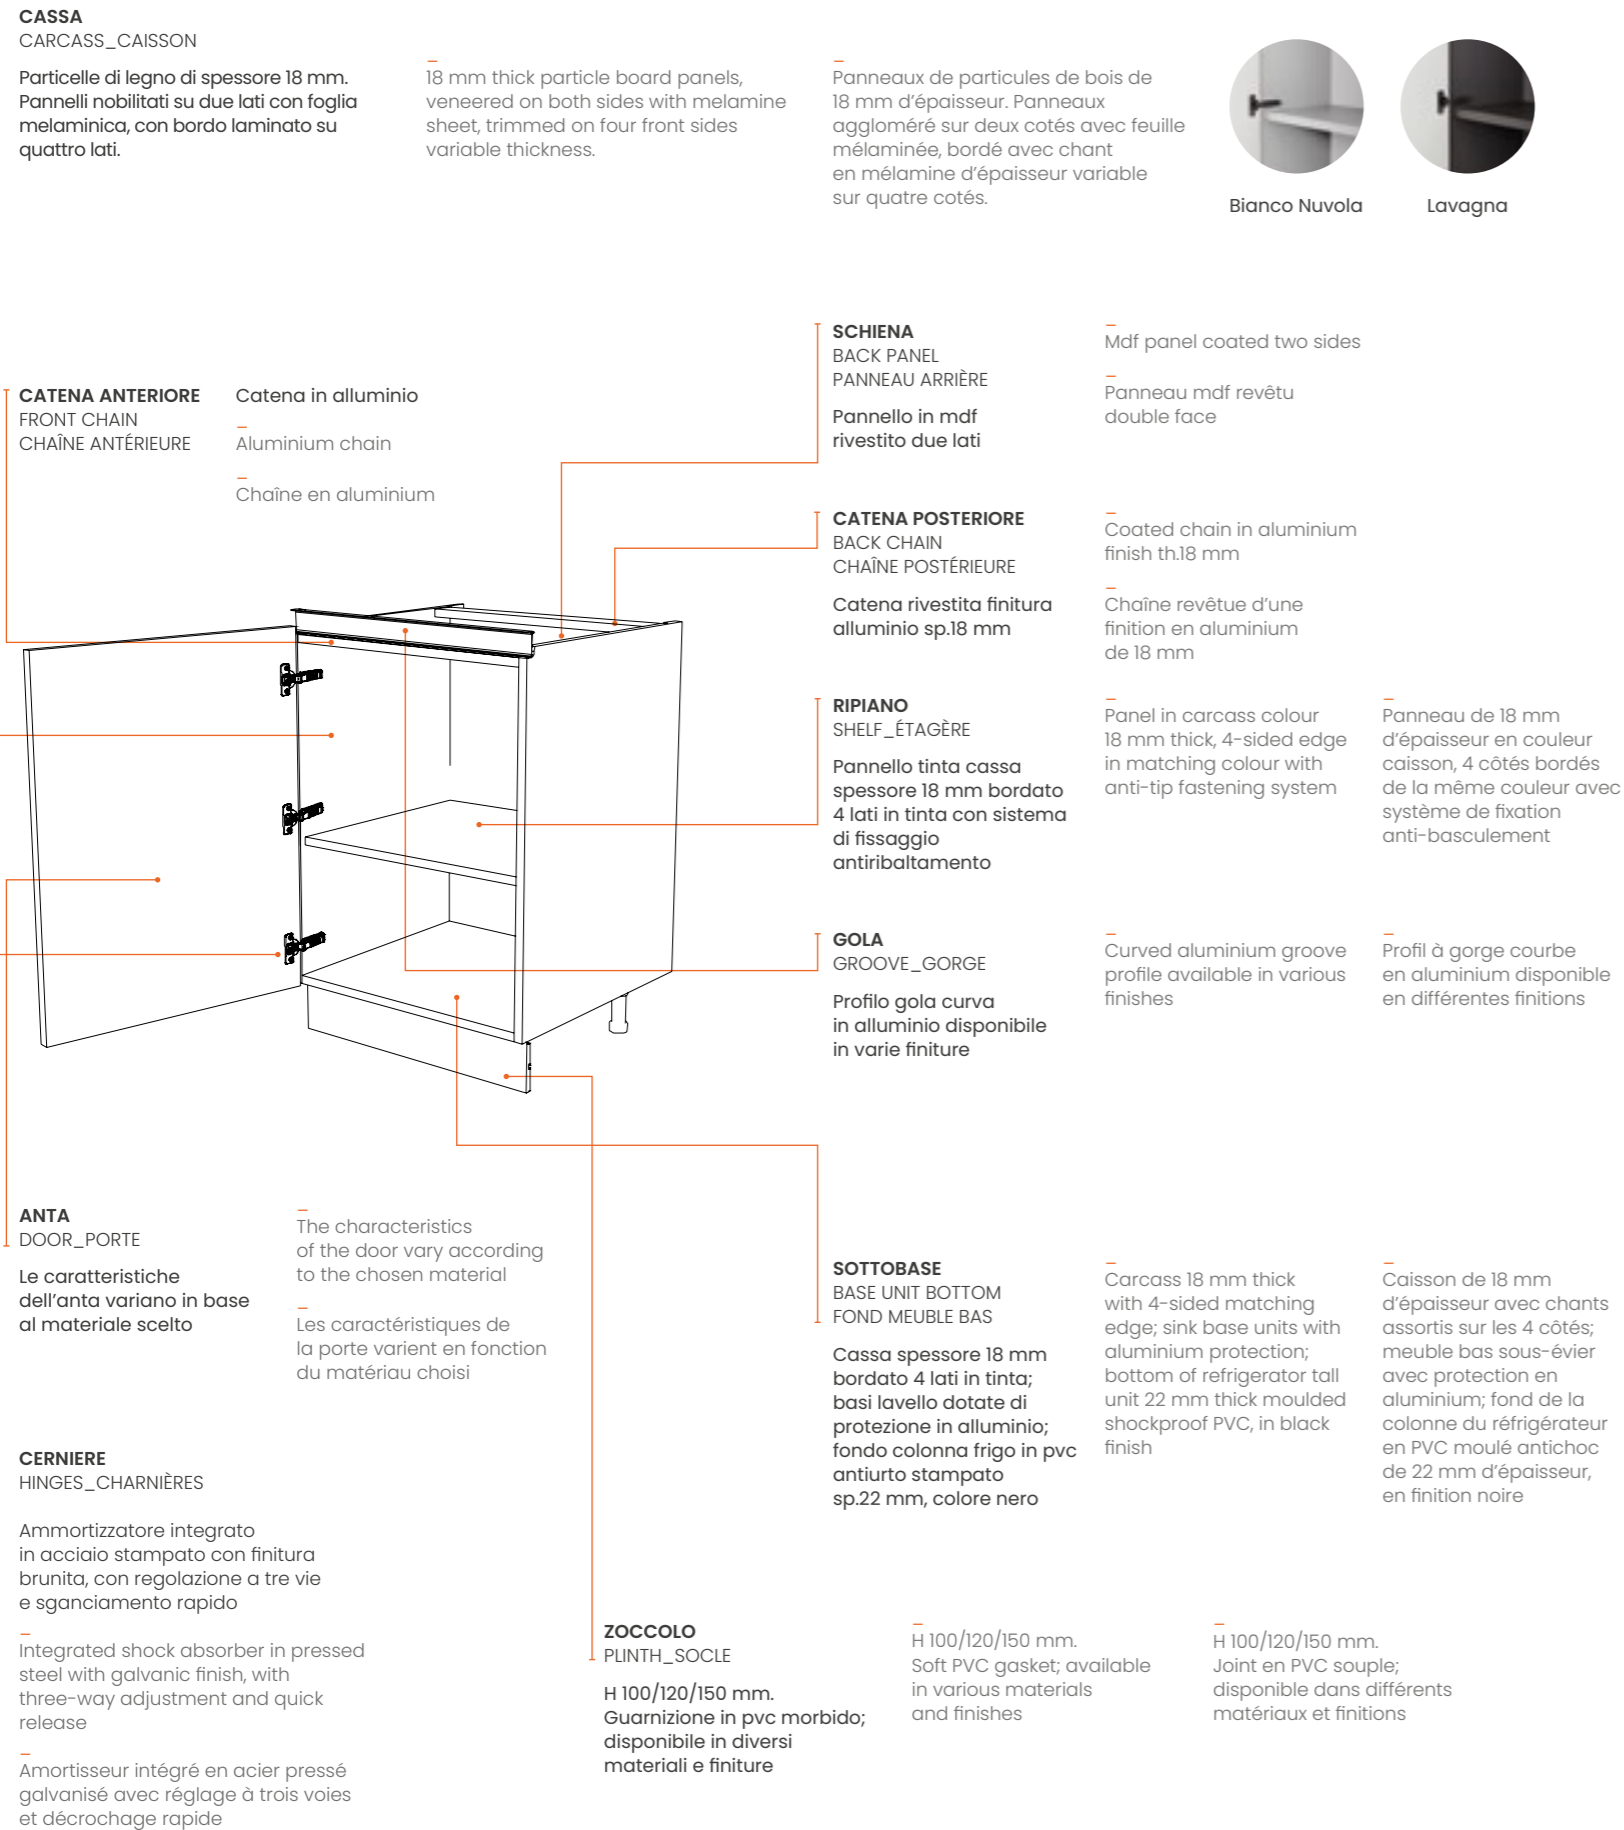 CASSA
CARCASS_CAISSON
Particelle di legno di spessore 18 mm.
Pannelli nobilitati su due lati con foglia
melaminica, con bordo laminato su
quattro lati.
18 mm thick particle board panels,
veneered on both sides with melamine
sheet, trimmed on four front sides
variable thickness.
Panneaux de particules de bois de
18 mm d’épaisseur. Panneaux
aggloméré sur deux cotés avec feuille
mélaminée, bordé avec chant
en mélamine d’épaisseur variable
sur quatre cotés.
Bianco Nuvola
Lavagna
CATENA ANTERIORE
FRONT CHAIN
CHAÎNE ANTÉRIEURE
Catena in alluminio
Aluminium chain
Chaîne en aluminium
SCHIENA
BACK PANEL
PANNEAU ARRIÈRE
Pannello in mdf
rivestito due lati
Mdf panel coated two sides
Panneau mdf revêtu
double face
CATENA POSTERIORE
BACK CHAIN
CHAÎNE POSTÉRIEURE
Catena rivestita finitura
alluminio sp.18 mm
Coated chain in aluminium
finish th.18 mm
Chaîne revêtue d’une
finition en aluminium
de 18 mm
RIPIANO
SHELF_ÉTAGÈRE
Pannello tinta cassa
spessore 18 mm bordato
4 lati in tinta con sistema
di fissaggio
antiribaltamento
Panel in carcass colour
18 mm thick, 4-sided edge
in matching colour with
anti-tip fastening system
Panneau de 18 mm
d’épaisseur en couleur
caisson, 4 côtés bordés
de la même couleur avec
système de fixation
anti-basculement
GOLA
GROOVE_GORGE
Profilo gola curva
in alluminio disponibile
in varie finiture
Curved aluminium groove
profile available in various
finishes
Profil à gorge courbe
en aluminium disponible
en différentes finitions
ANTA
DOOR_PORTE
Le caratteristiche
dell’anta variano in base
al materiale scelto
The characteristics
of the door vary according
to the chosen material
Les caractéristiques de
la porte varient en fonction
du matériau choisi
SOTTOBASE
BASE UNIT BOTTOM
FOND MEUBLE BAS
Cassa spessore 18 mm
bordato 4 lati in tinta;
basi lavello dotate di
protezione in alluminio;
fondo colonna frigo in pvc
antiurto stampato
sp.22 mm, colore nero
Carcass 18 mm thick
with 4-sided matching
edge; sink base units with
aluminium protection;
bottom of refrigerator tall
unit 22 mm thick moulded
shockproof PVC, in black
finish
Caisson de 18 mm
d’épaisseur avec chants
assortis sur les 4 côtés;
meuble bas sous-évier
avec protection en
aluminium; fond de la
colonne du réfrigérateur
en PVC moulé antichoc
de 22 mm d’épaisseur,
en finition noire
CERNIERE
HINGES_CHARNIÈRES
Ammortizzatore integrato
in acciaio stampato con finitura
brunita, con regolazione a tre vie
e sganciamento rapido
Integrated shock absorber in pressed
steel with galvanic finish, with
three-way adjustment and quick
release
Amortisseur intégré en acier pressé
galvanisé avec réglage à trois voies
et décrochage rapide
ZOCCOLO
PLINTH_SOCLE
H 100/120/150 mm.
Guarnizione in pvc morbido;
disponibile in diversi
materiali e finiture
H 100/120/150 mm.
Soft PVC gasket; available
in various materials
and finishes
H 100/120/150 mm.
Joint en PVC souple;
disponible dans différents
matériaux et finitions